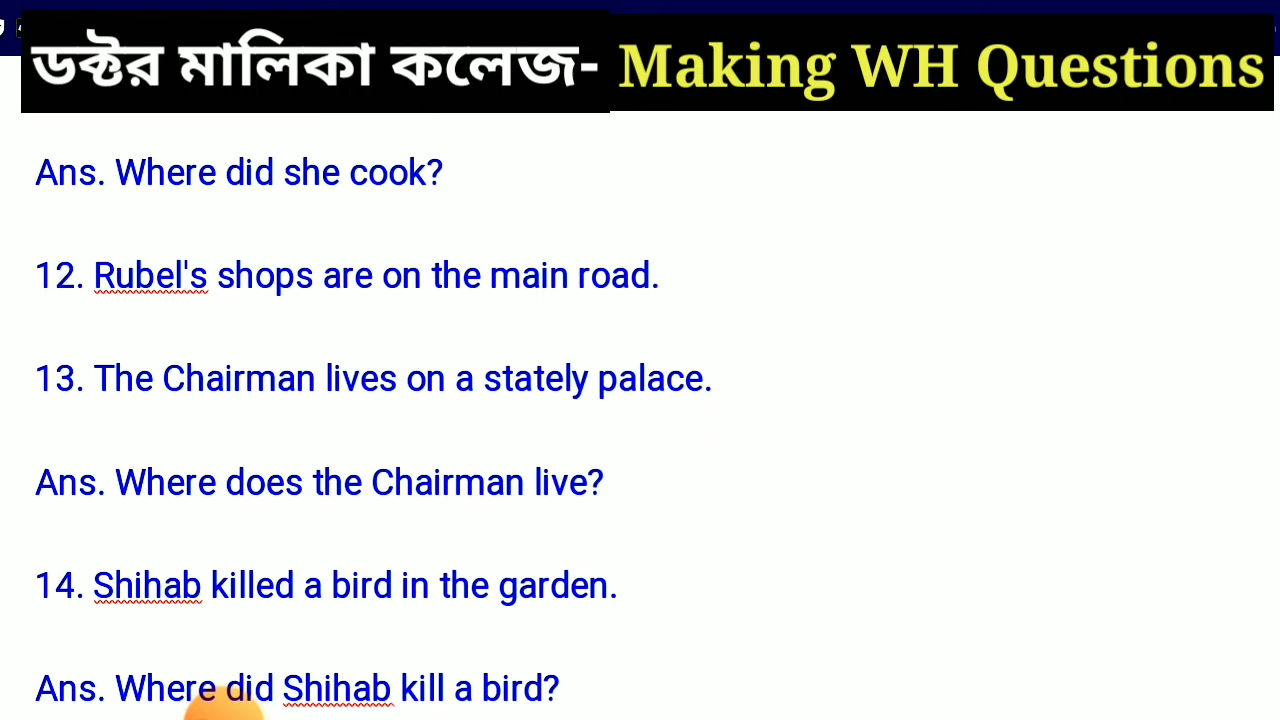 ডক্টর মালিকা কলেজ- Making WH Questions
Ans. Where did she cook?
12. Rubel's shops are on the main road.
13. The Chairman lives on a stately palace.
Ans. Where does the Chairman live?
14. Shihab killed a bird in the garden.
Ans. Where did Shihab kill a bird?